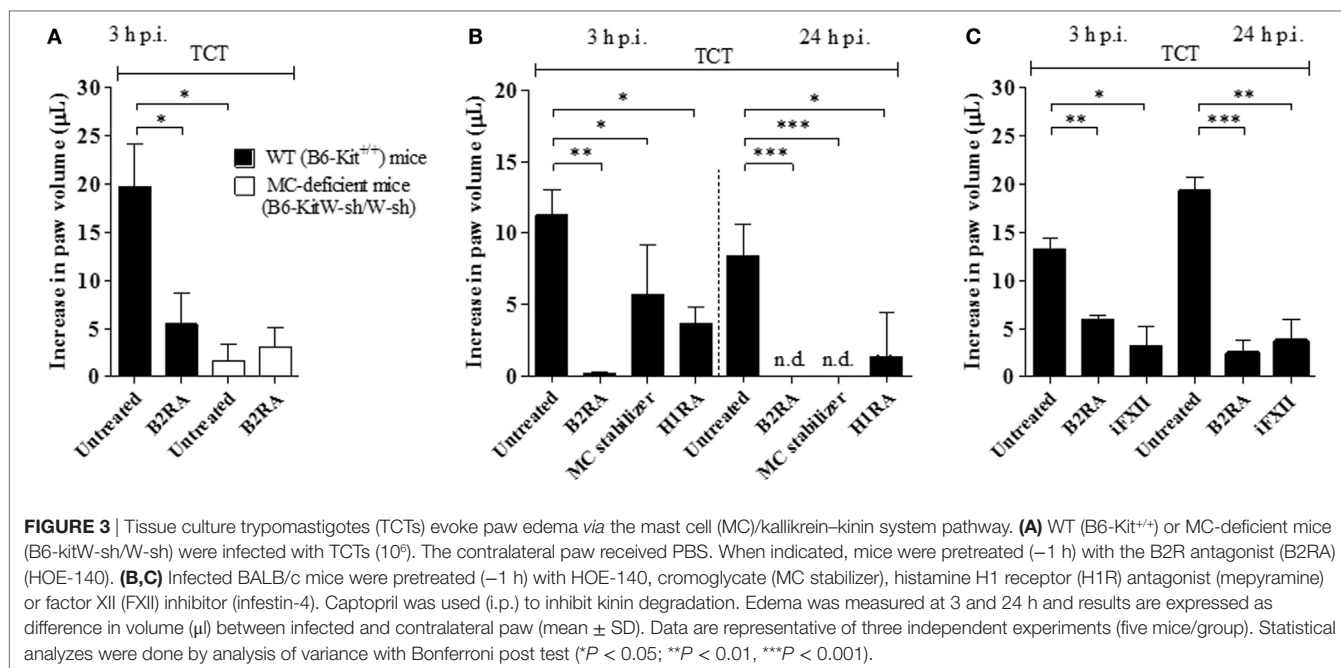 A
3 h p.i.
TCT
Increase in paw volume (µL)
30
25
20
15
10
5
0
*
*
WT (B6-Kit+/+) mice
MC-deficient mice
(B6-KitW-sh/W-sh)
Untreated
B2RA
Untreated
B2RA
B
3 h p.i.
24 h p.i.
TCT
Increase in paw volume (µL)
20
15
10
5
0
*
*
**
*
***
***
n.d.
n.d.
Untreated
B2RA
MC stabilizer
H1RA
Untreated
B2RA
MC stabilizer
H1RA
C
3 h p.i.
24 h p.i.
TCT
Increase in paw volume (µL)
30
25
20
15
10
5
0
*
**
**
***
Untreated
B2RA
iFXII
Untreated
B2RA
iFXII
FIGURE 3 | Tissue culture trypomastigotes (TCTs) evoke paw edema via the mast cell (MC)/kallikrein–kinin system pathway. (A) WT (B6-Kit+/+) or MC-deficient mice
(B6-kitW-sh/W-sh) were infected with TCTs (10⁶). The contralateral paw received PBS. When indicated, mice were pretreated (−1 h) with the B2R antagonist (B2RA)
(HOE-140). (B,C) Infected BALB/c mice were pretreated (−1 h) with HOE-140, cromoglycate (MC stabilizer), histamine H1 receptor (H1R) antagonist (mepyramine)
or factor XII (FXII) inhibitor (infestin-4). Captopril was used (i.p.) to inhibit kinin degradation. Edema was measured at 3 and 24 h and results are expressed as
difference in volume (µl) between infected and contralateral paw (mean ± SD). Data are representative of three independent experiments (five mice/group). Statistical
analyzes were done by analysis of variance with Bonferroni post test (*P < 0.05; **P < 0.01, ***P < 0.001).